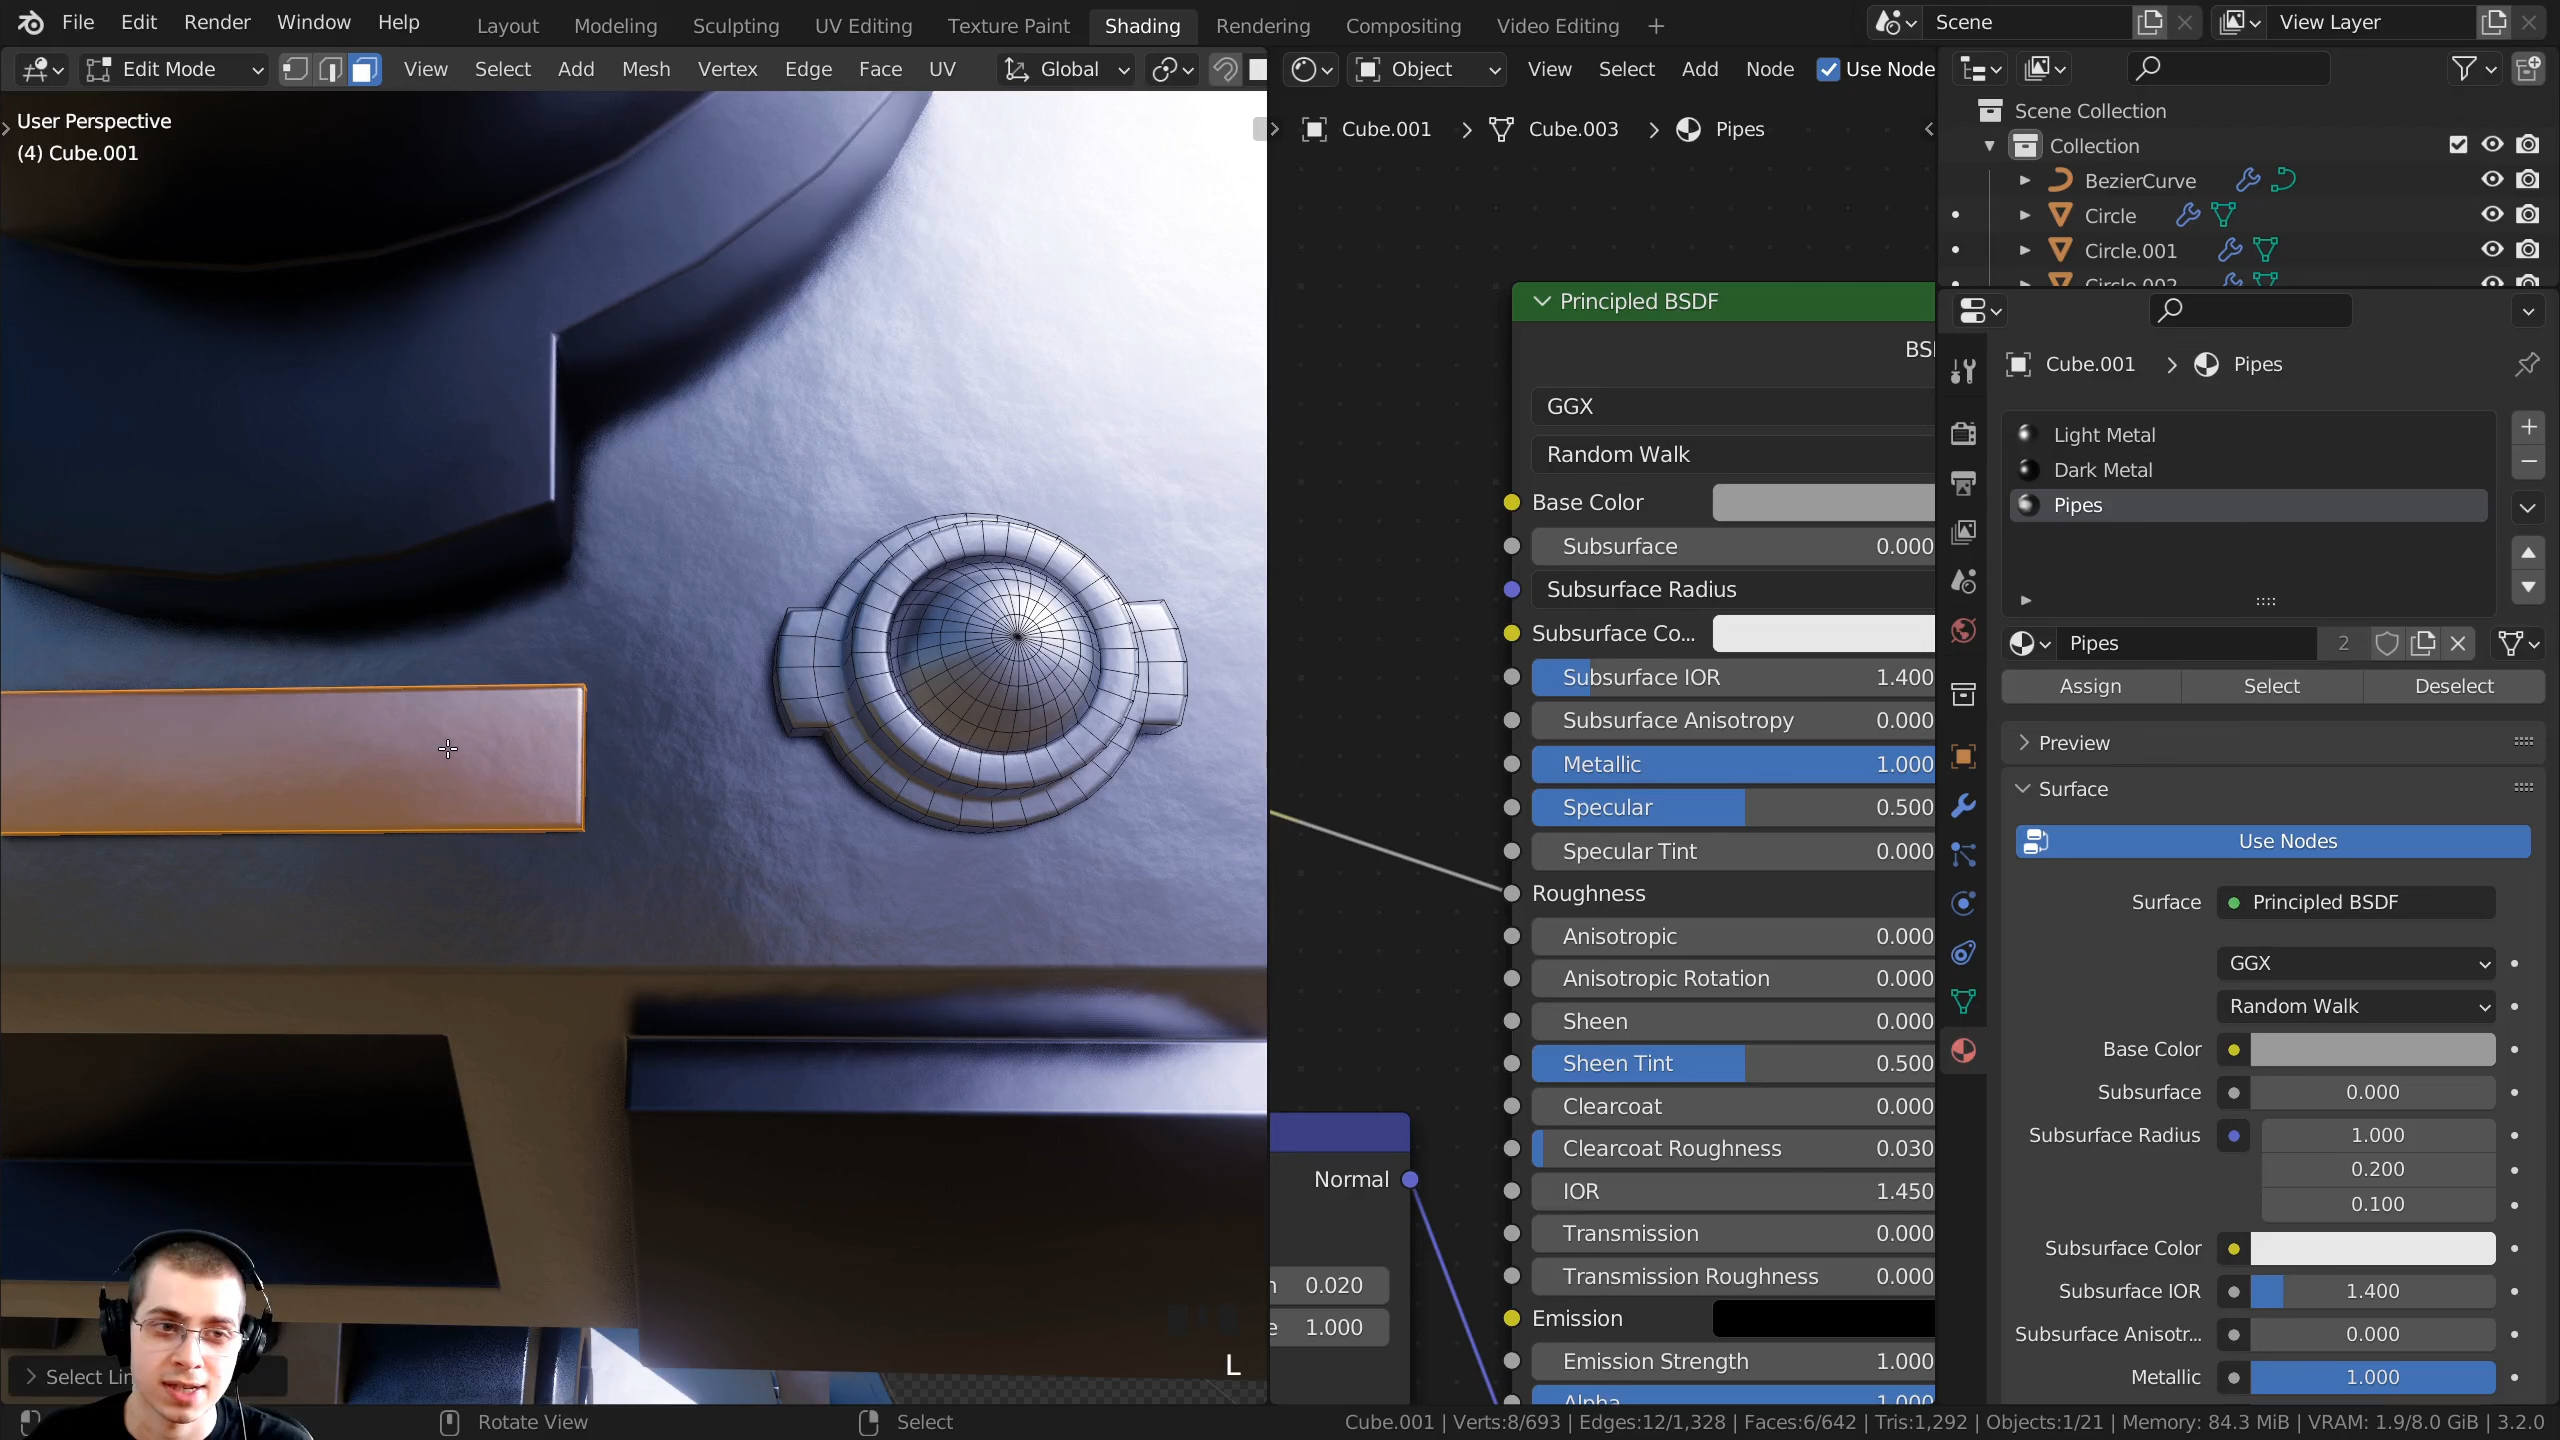 File Edit Render Window Help Layout Modeling Sculpting UV Editing Texture Paint Shading Rendering Compositing Video Editing + Scene View Layer
Edit Mode View Select Add Mesh Vertex Edge Face UV Global Object View Select Add Node Use Node
User Perspective
(4) Cube.001
Cube.001 > Cube.003 > Pipes
Principled BSDF
GGX
Random Walk
Base Color
Subsurface 0.000
Subsurface Radius
Subsurface Co...
Subsurface IOR 1.400
Subsurface Anisotropy 0.000
Metallic 1.000
Specular 0.500
Specular Tint 0.000
Roughness
Anisotropic 0.000
Anisotropic Rotation 0.000
Sheen 0.000
Sheen Tint 0.500
Clearcoat 0.000
Clearcoat Roughness 0.030
IOR 1.450
Transmission 0.000
Transmission Roughness 0.000
Emission
Emission Strength 1.000
Alpha 1.000
Normal
0.020
1.000
L
Scene Collection
Collection
BezierCurve
Circle
Circle.001
Circle.002
Cube.001 > Pipes
Light Metal
Dark Metal
Pipes
Pipes 2
Assign Select Deselect
Preview
Surface
Use Nodes
Surface Principled BSDF
GGX
Random Walk
Base Color
Subsurface 0.000
Subsurface Radius 1.000
0.200
0.100
Subsurface Color
Subsurface IOR 1.400
Subsurface Anisotr... 0.000
Metallic 1.000
Rotate View Select
Cube.001 | Verts:8/693 | Edges:12/1,328 | Faces:6/642 | Tris:1,292 | Objects:1/21 | Memory: 84.3 MiB | VRAM: 1.9/8.0 GiB | 3.2.0